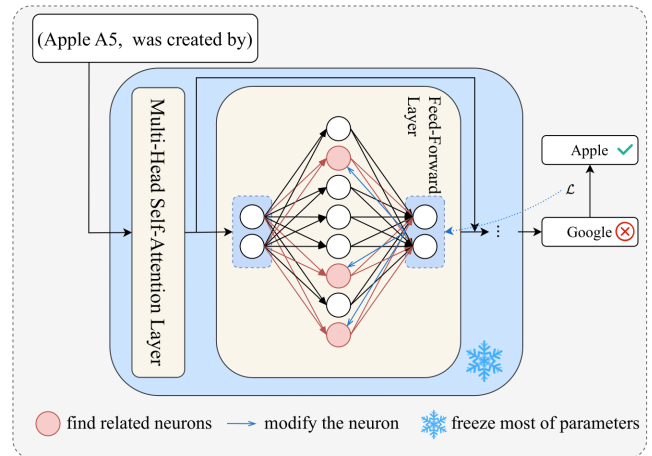 (Apple A5, was created by)
Multi-Head Self-Attention Layer
Feed-Forward
Layer
Apple
ℒ
...
Google
find related neurons
modify the neuron
freeze most of parameters